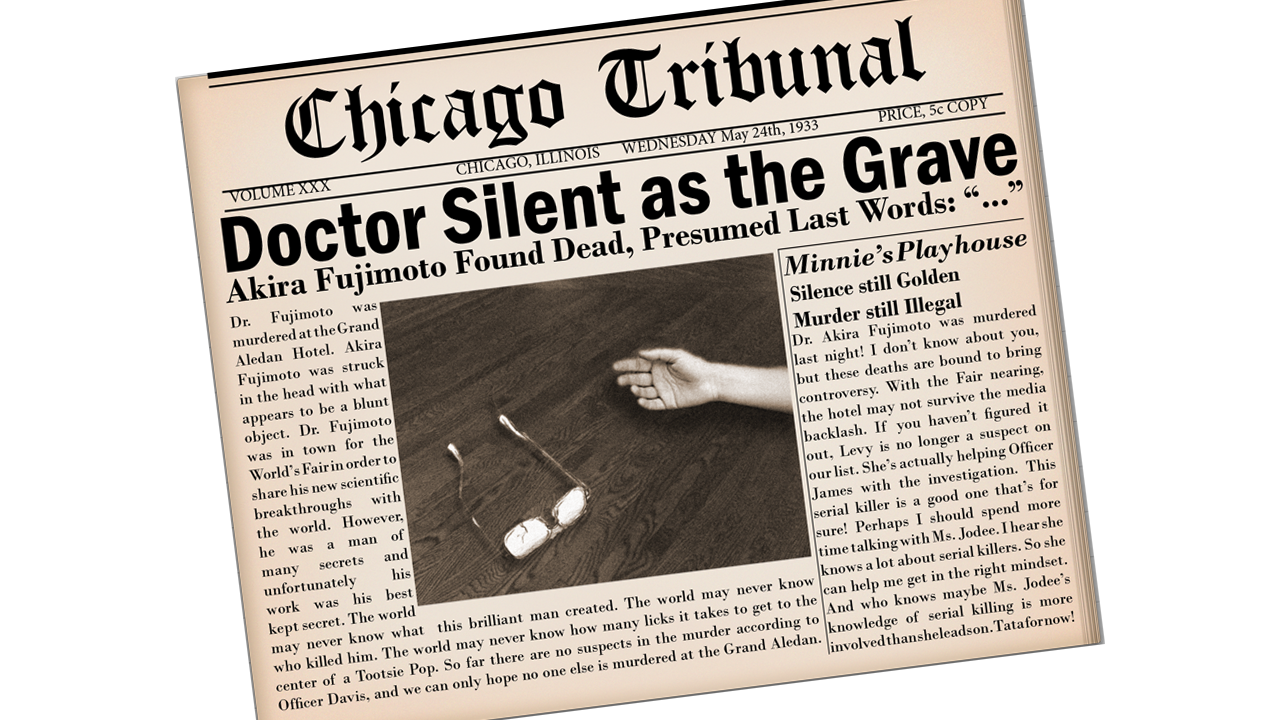 Chicago Tribunal
VOLUME XXX
CHICAGO, ILLINOIS
WEDNESDAY May 24th, 1933
PRICE, 5c COPY
Doctor Silent as the Grave
Akira Fujimoto Found Dead, Presumed Last Words: “...”
Dr. Fujimoto was
murdered at the Grand
Aledan Hotel. Akira
Fujimoto was struck
in the head with what
appears to be a blunt
object. Dr. Fujimoto
was in town for the
World’s Fair in order to
share his new scientific
breakthroughs with
the world. However,
he was a man of
many secrets and
unfortunately his
work was his best
kept secret. The world
may never know what this brilliant man created. The world may never know
who killed him. The world may never know how many licks it takes to get to the
center of a Tootsie Pop. So far there are no suspects in the murder according to
Officer Davis, and we can only hope no one else is murdered at the Grand Aledan.
Minnie’s Playhouse
Silence still Golden
Murder still Illegal
Dr. Akira Fujimoto was murdered
last night! I don’t know about you,
but these deaths are bound to bring
controversy. With the Fair nearing,
the hotel may not survive the media
backlash. If you haven’t figured it
out, Levy is no longer a suspect on
our list. She’s actually helping Officer
James with the investigation. This
serial killer is a good one that’s for
sure! Perhaps I should spend more
time talking with Ms. Jodee. I hear she
knows a lot about serial killers. So she
can help me get in the right mindset.
And who knows maybe Ms. Jodee’s
knowledge of serial killing is more
involved than she leads on. Ta ta for now!